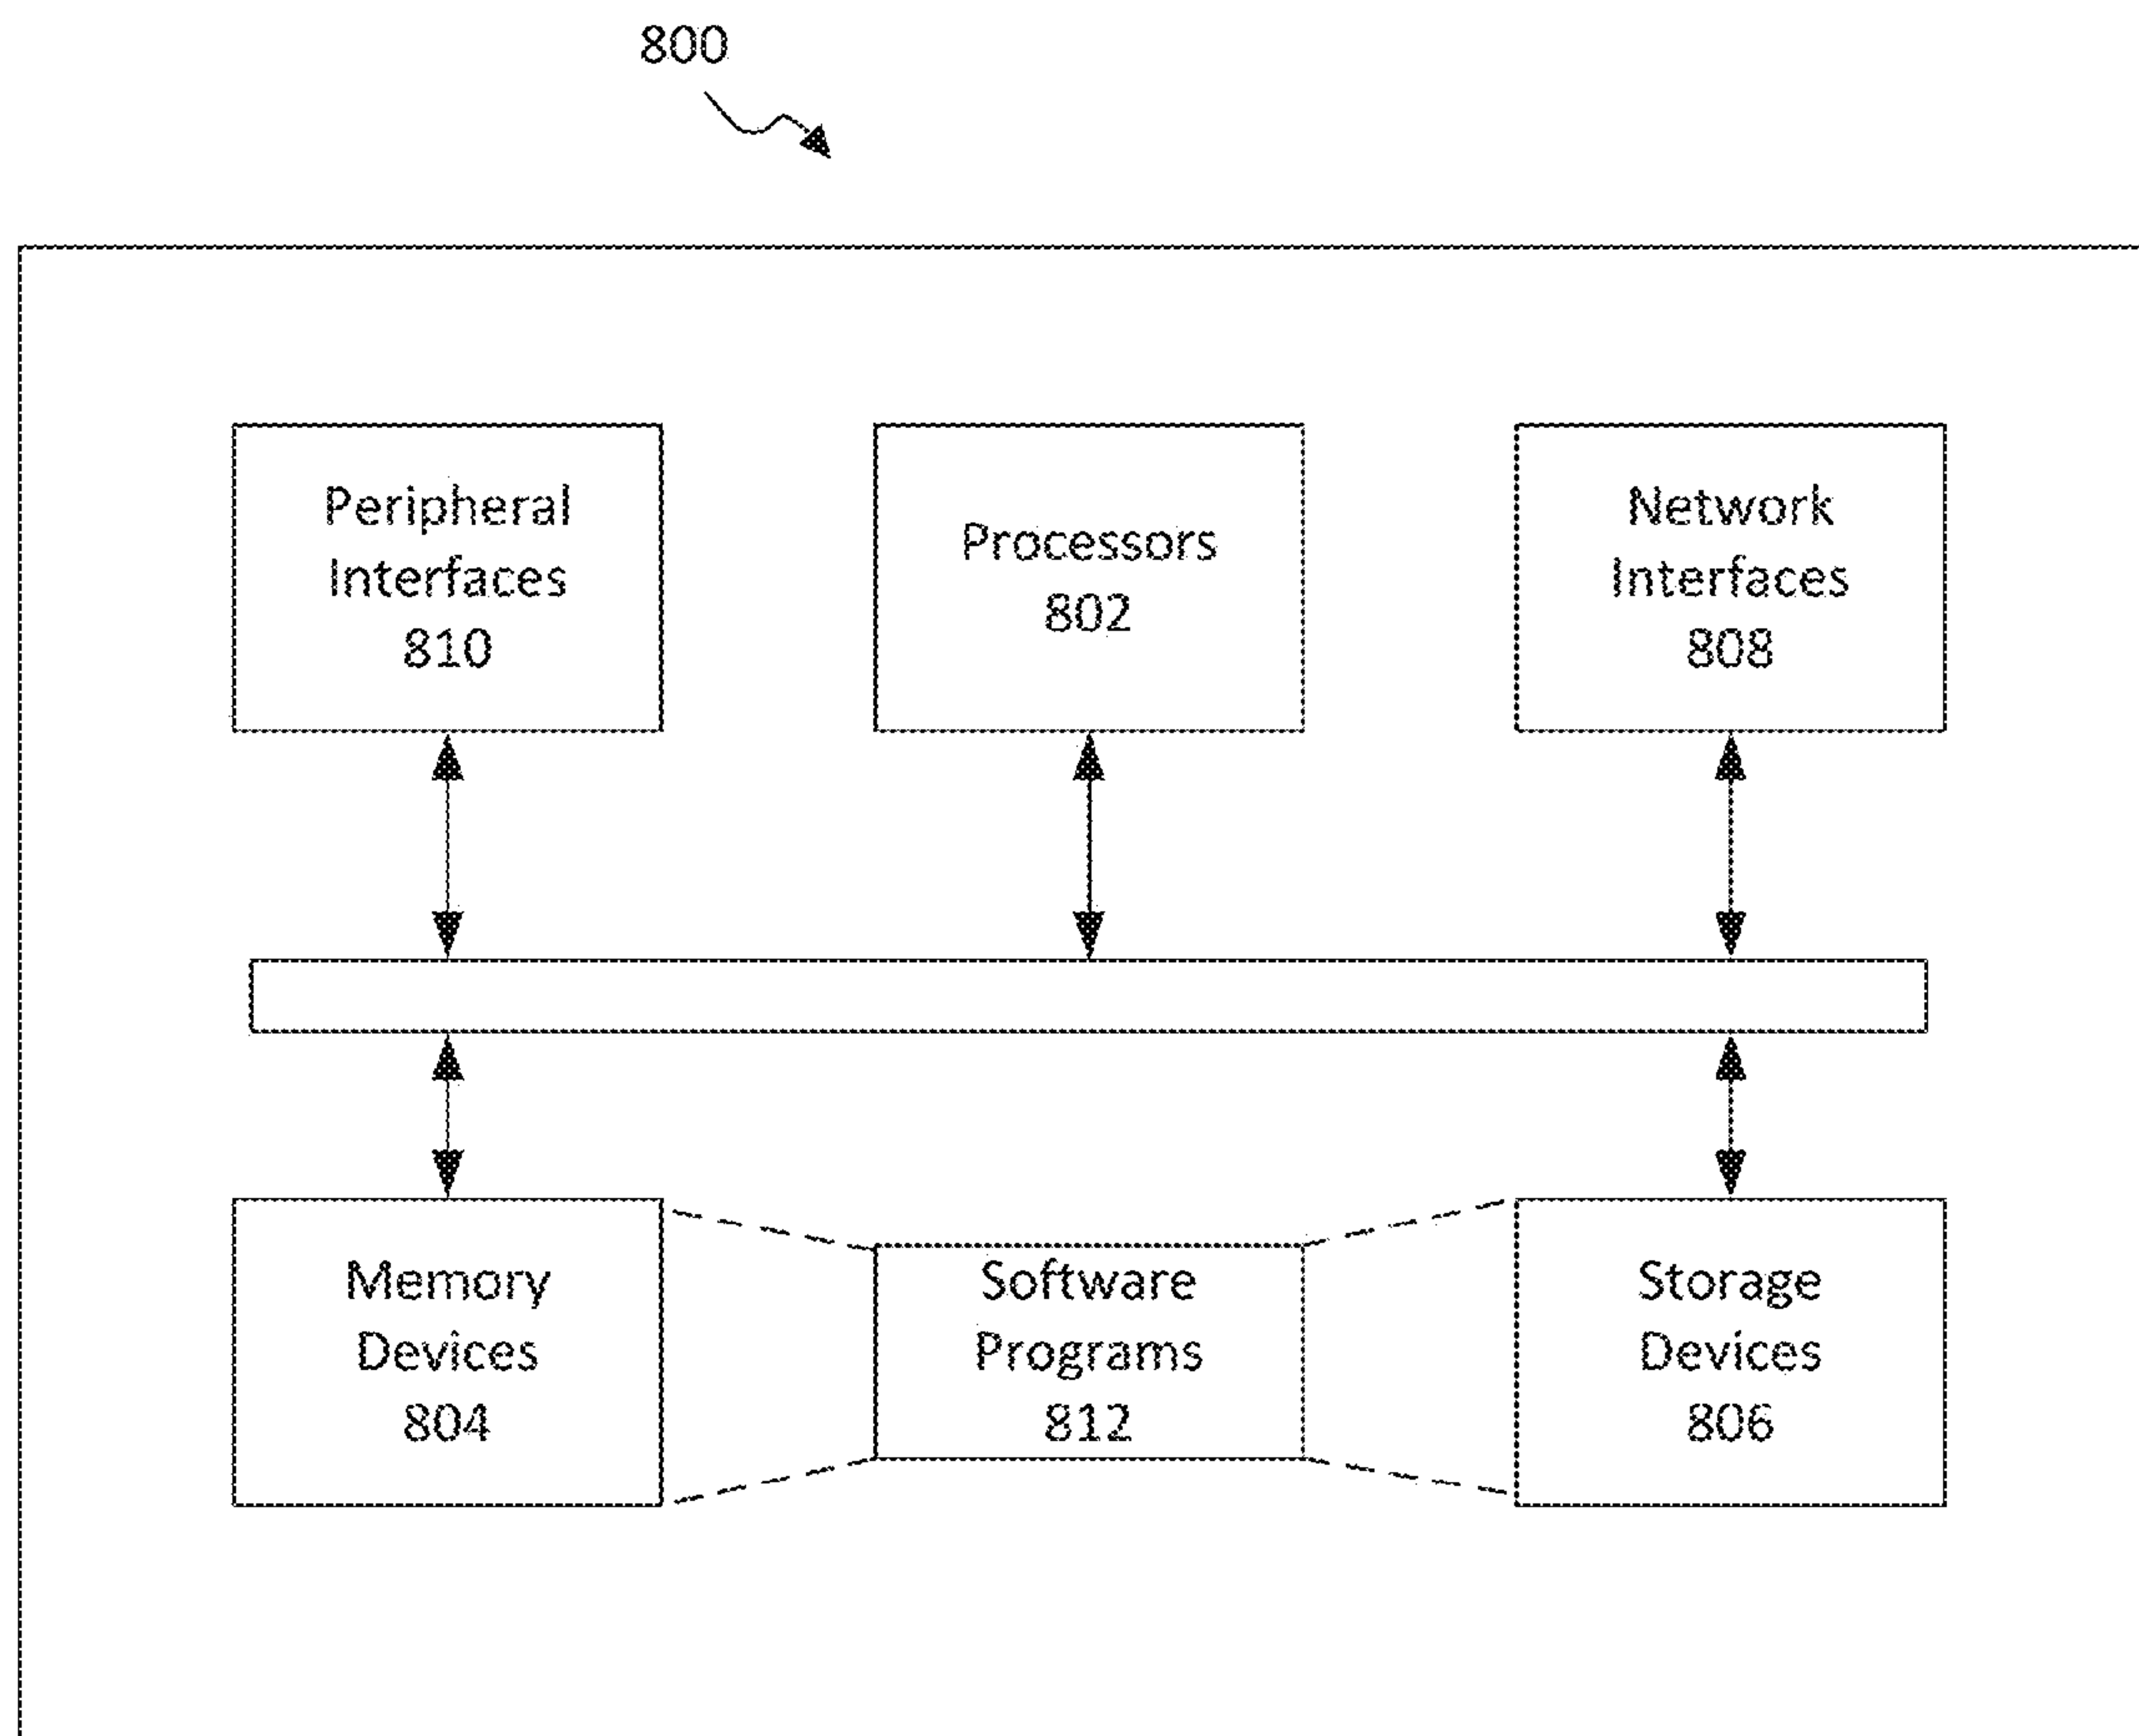 800
Peripheral
Interfaces
810
Processors
802
Network
Interfaces
808
Memory
Devices
804
Software
Programs
812
Storage
Devices
806